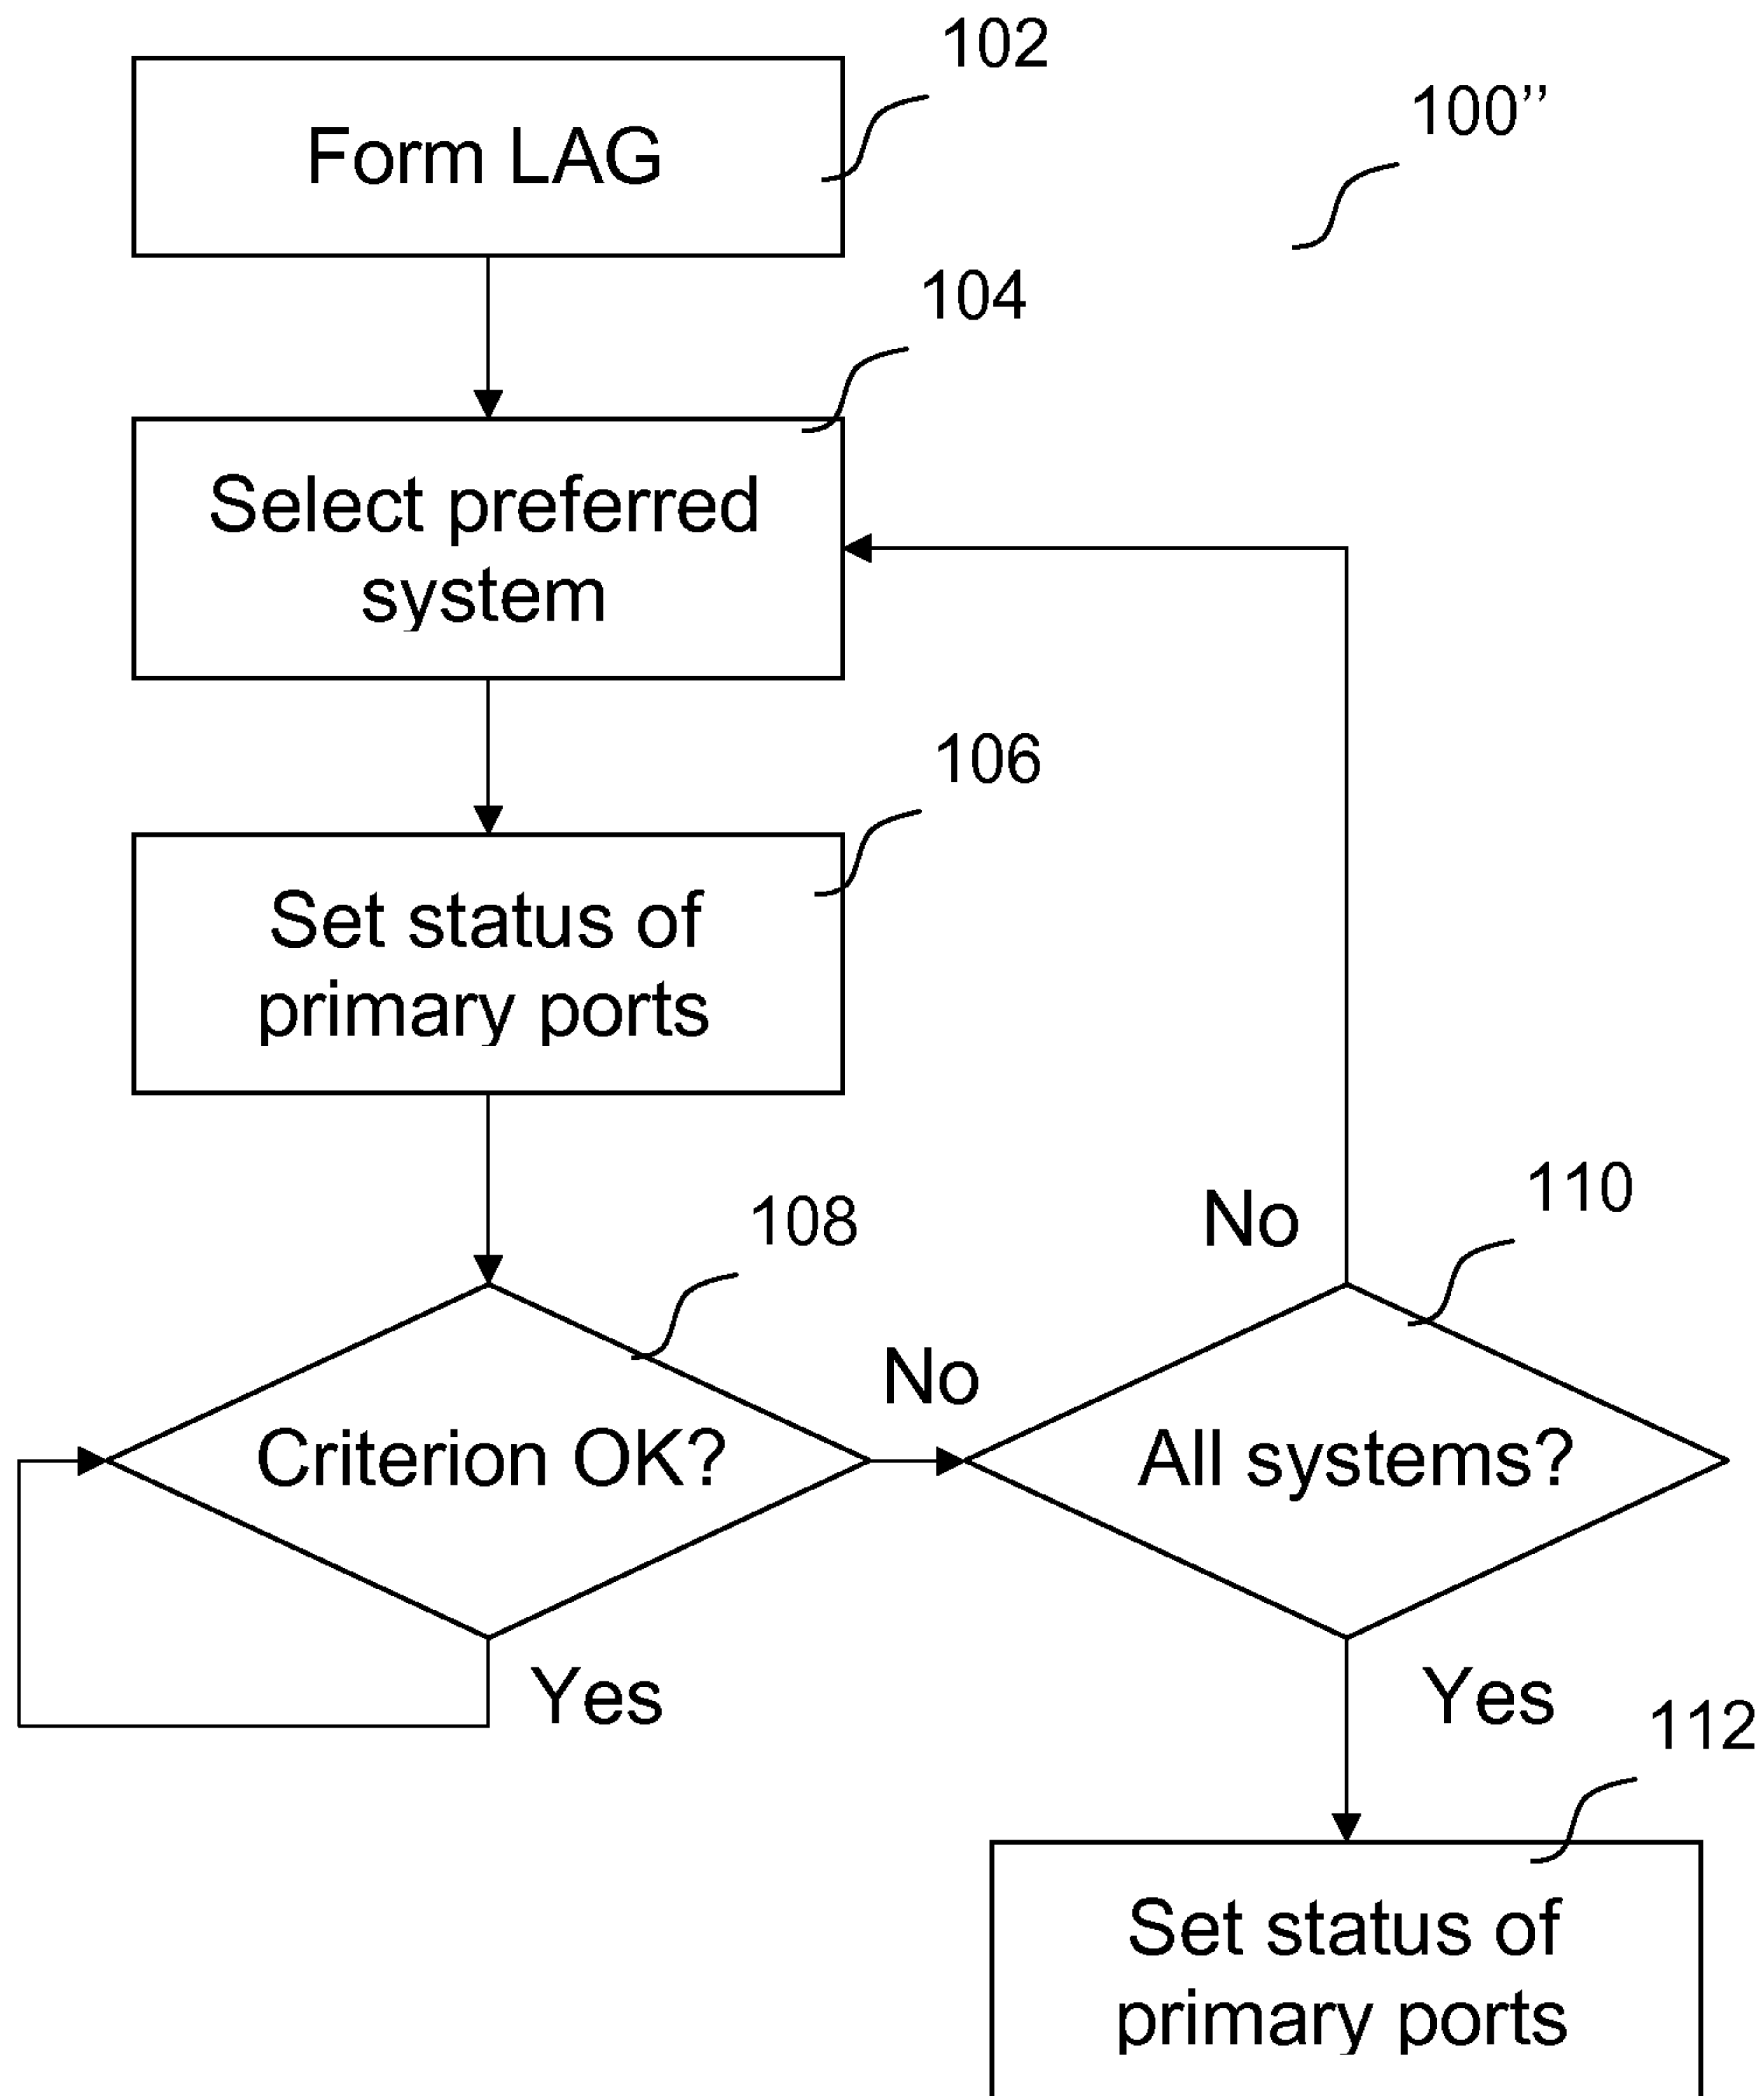 102
Form LAG
100’’
104
Select preferred
system
106
Set status of
primary ports
108
No
110
No
Criterion OK?
All systems?
Yes
Yes
112
Set status of
primary ports